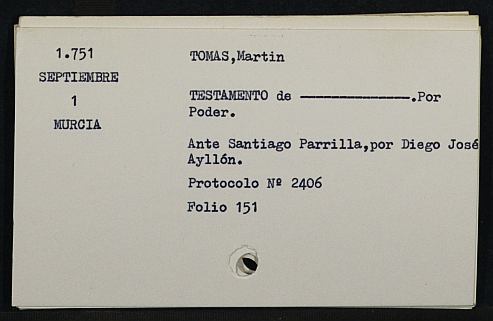 1.751
SEPTIEMBRE
1
MURCIA
TOMAS,Martin
TESTAMENTO de ——————————.Por
Poder.
Ante Santiago Parrilla,por Diego José
Ayllón.
Protocolo Nº 2406
Folio 151